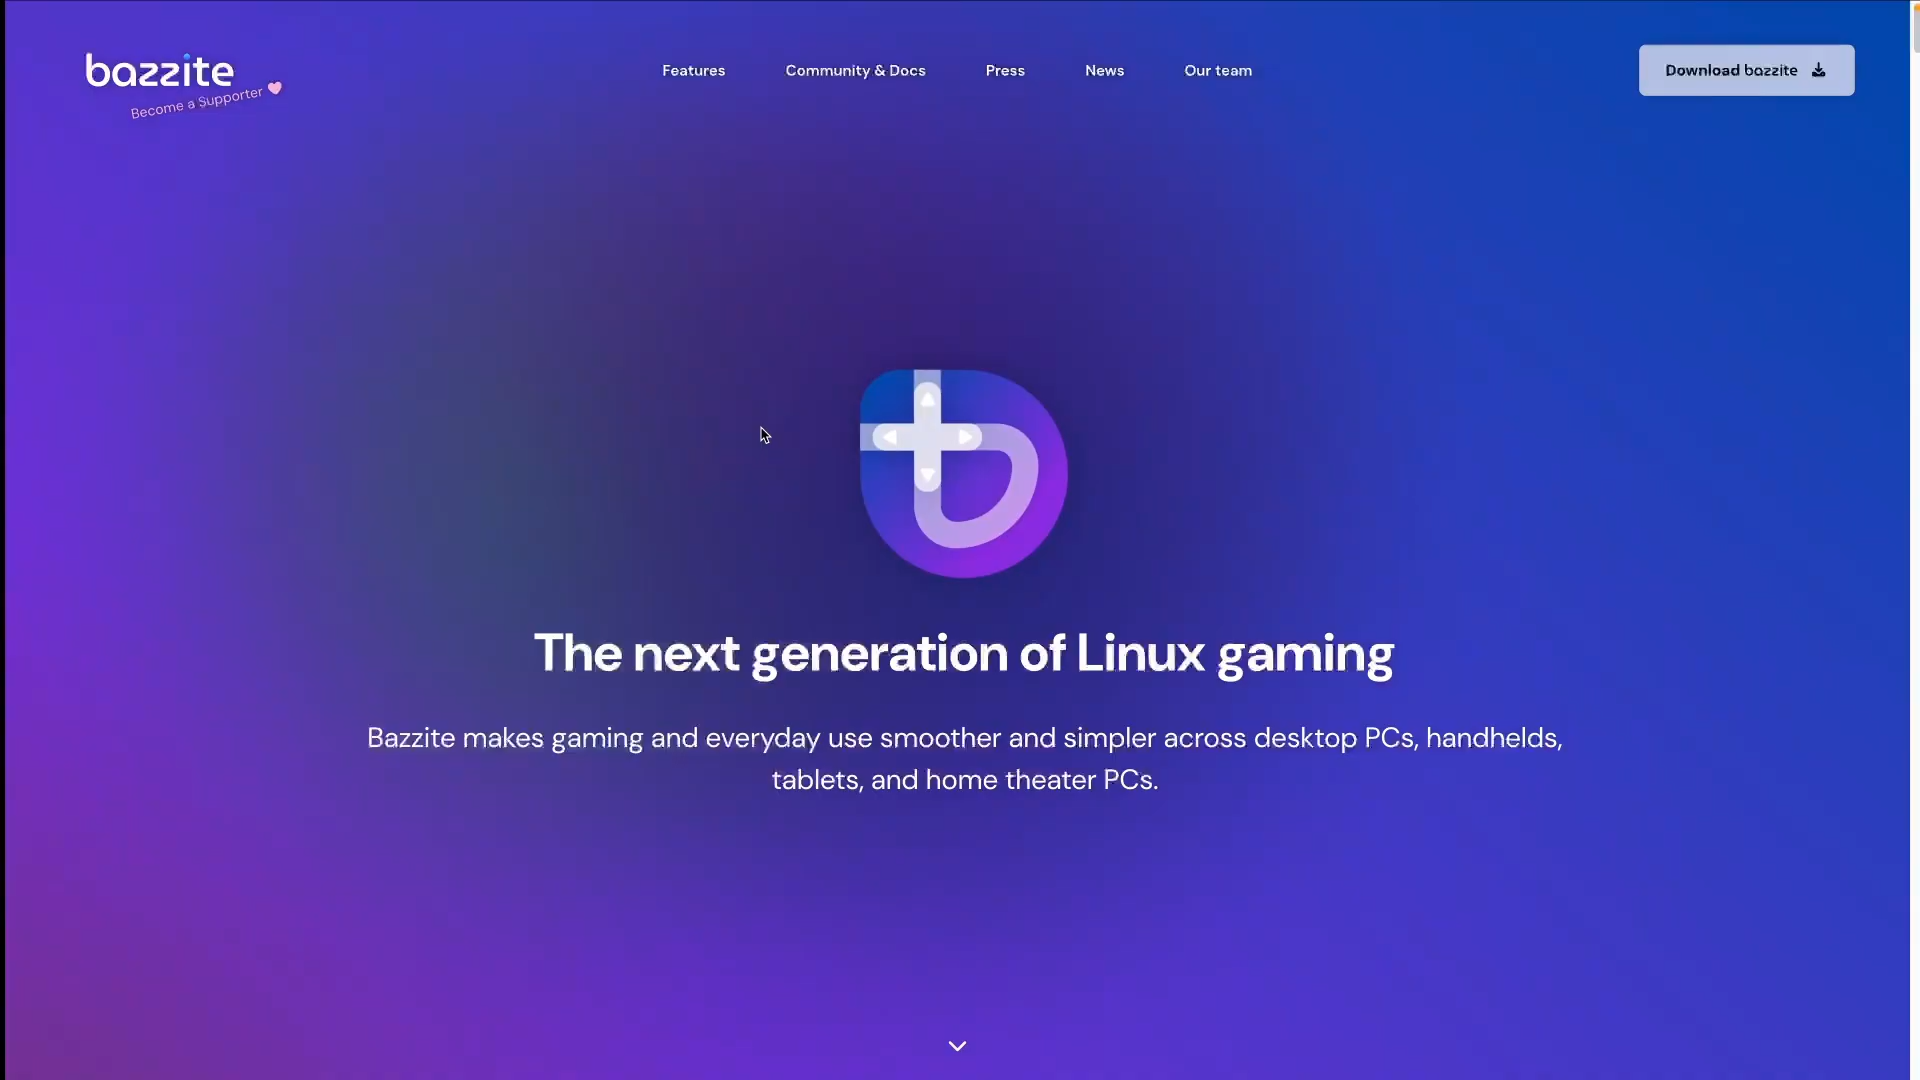 bazzite
Become a Supporter
Features
Community & Docs
Press
News
Our team
Download bazzite
The next generation of Linux gaming
Bazzite makes gaming and everyday use smoother and simpler across desktop PCs, handhelds,
tablets, and home theater PCs.